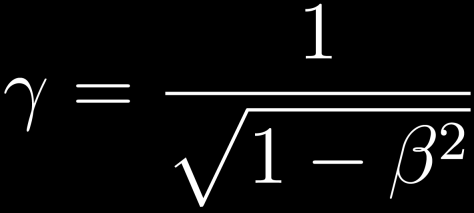 γ = 1 / √(1 − β²)